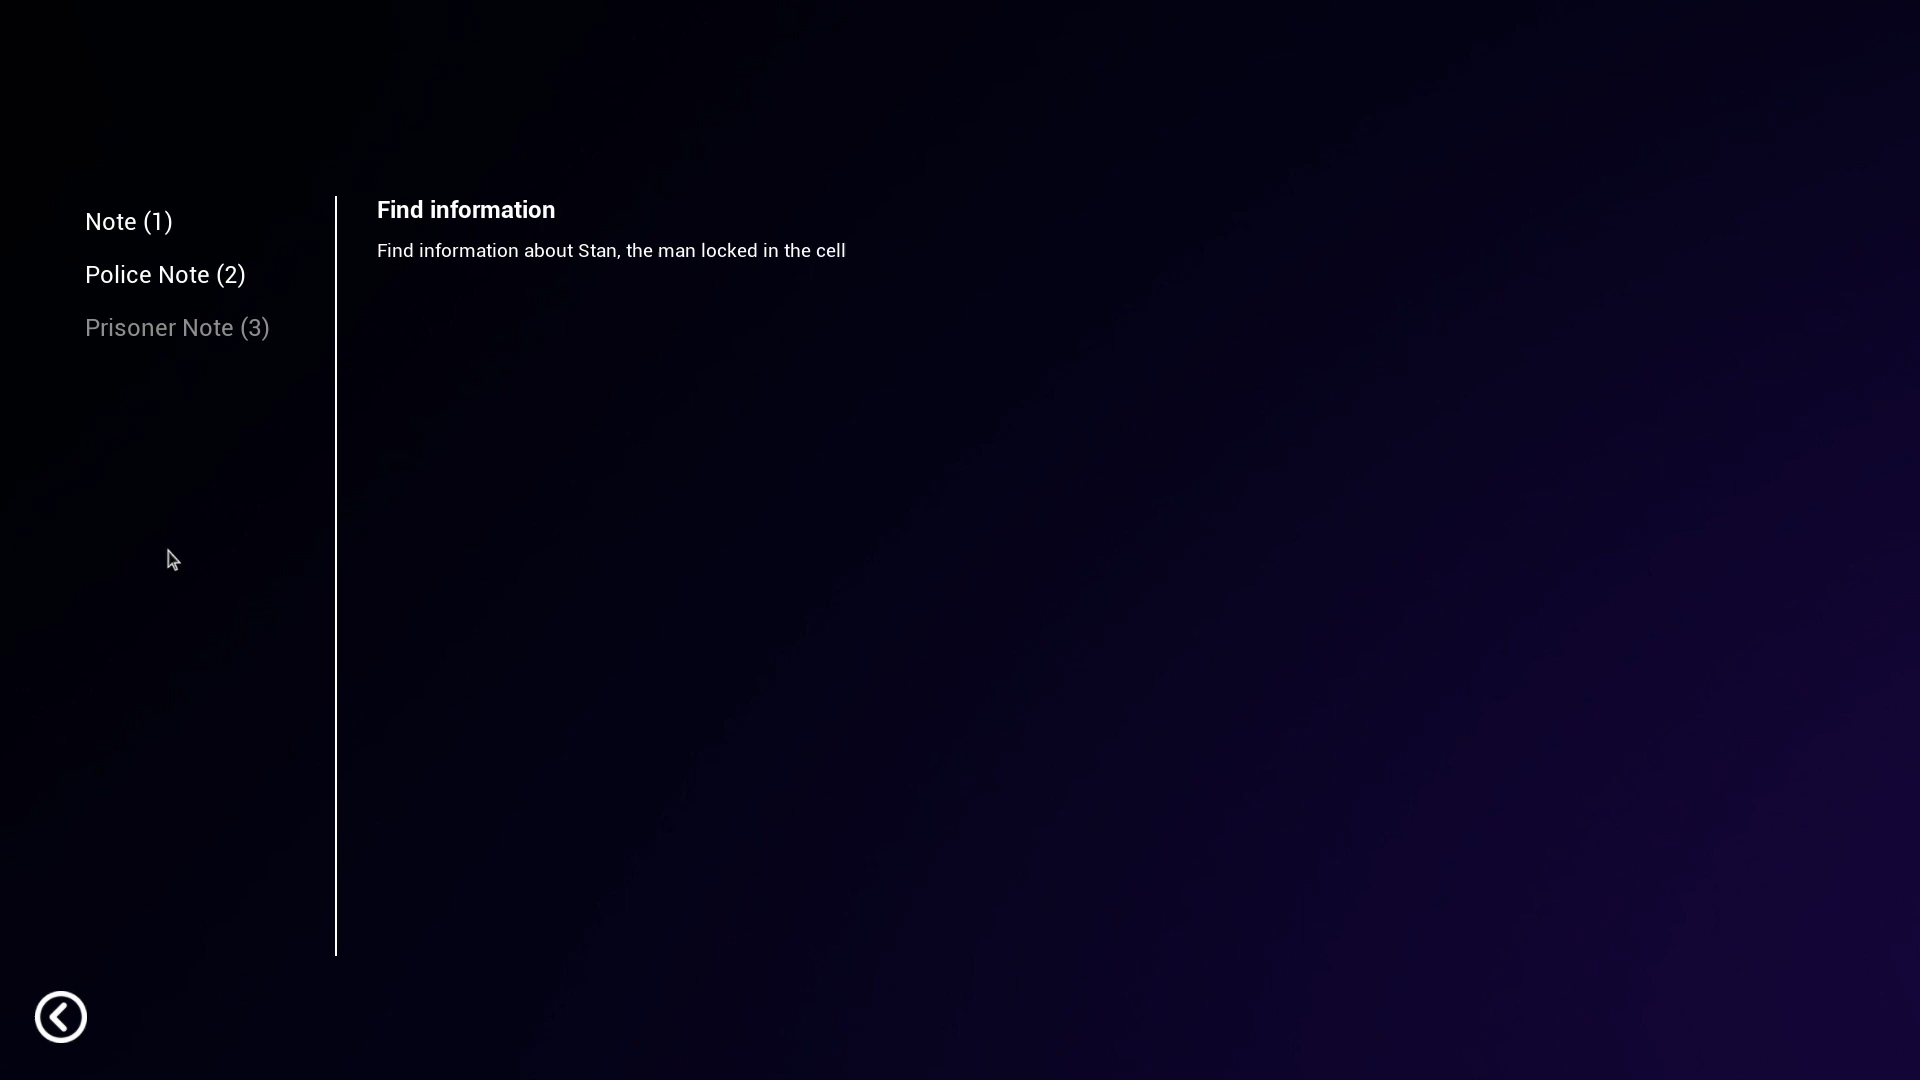 Note (1)
Police Note (2)
Prisoner Note (3)
Find information
Find information about Stan, the man locked in the cell